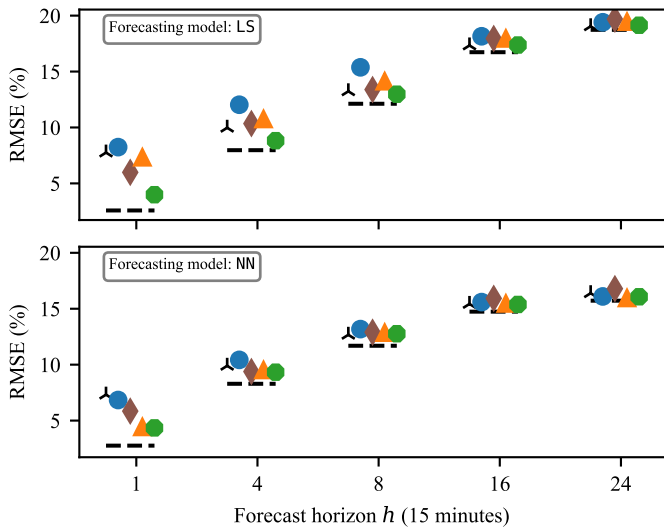 20
15
10
5
RMSE (%)
Forecasting model: LS
20
15
10
5
RMSE (%)
Forecasting model: NN
1 4 8 16 24
Forecast horizon h (15 minutes)